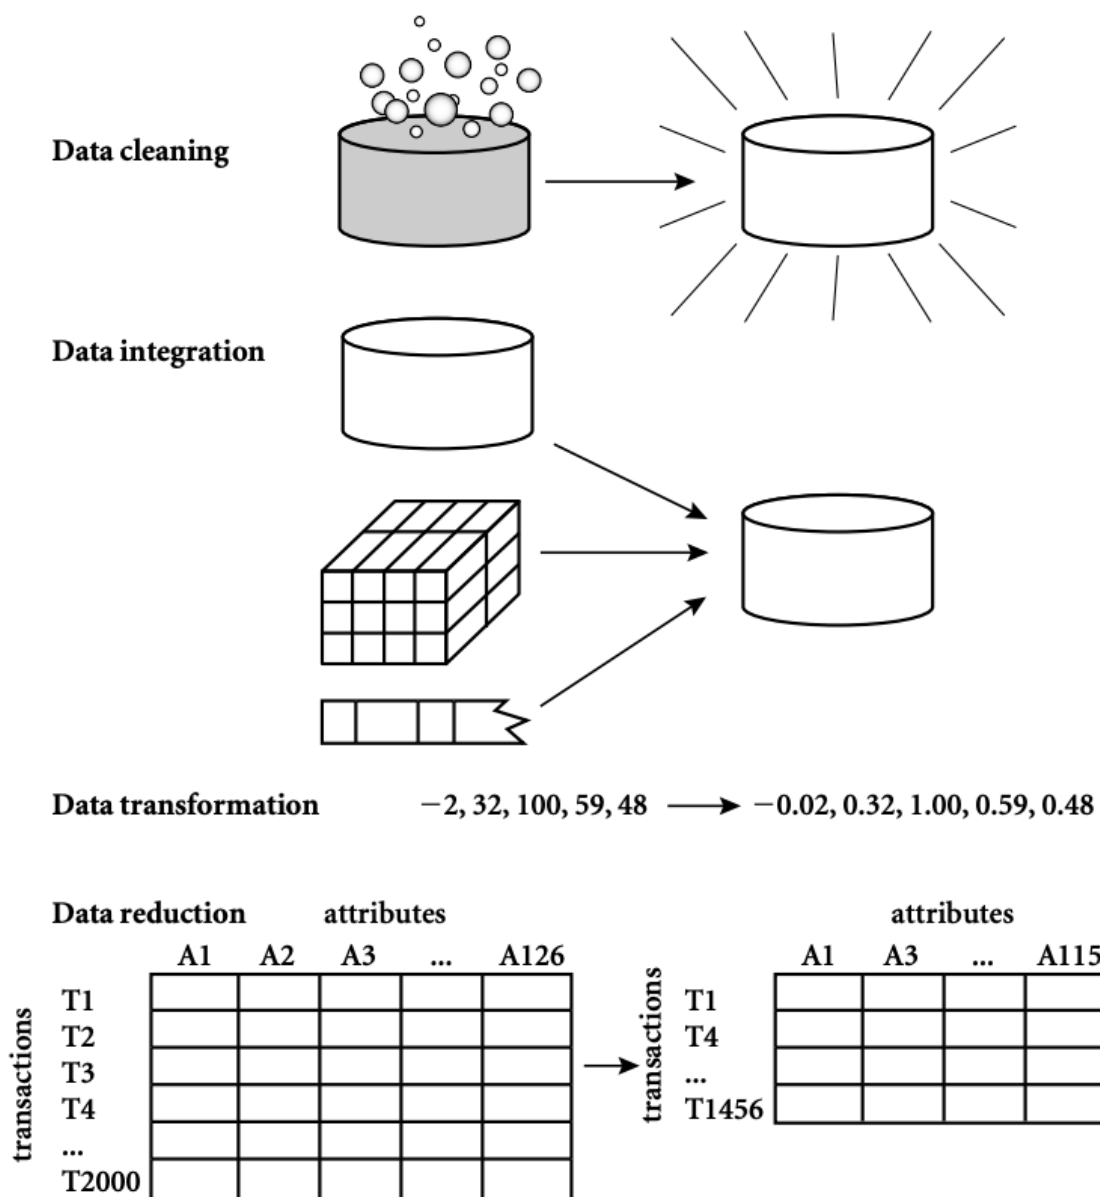 Data cleaning
Data integration
Data transformation −2, 32, 100, 59, 48 −0.02, 0.32, 1.00, 0.59, 0.48
Data reduction attributes attributes
A1 A2 A3 ... A126 A1 A3 ... A115
transactions
T1
T2
T3
T4
...
T2000
transactions
T1
T4
...
T1456